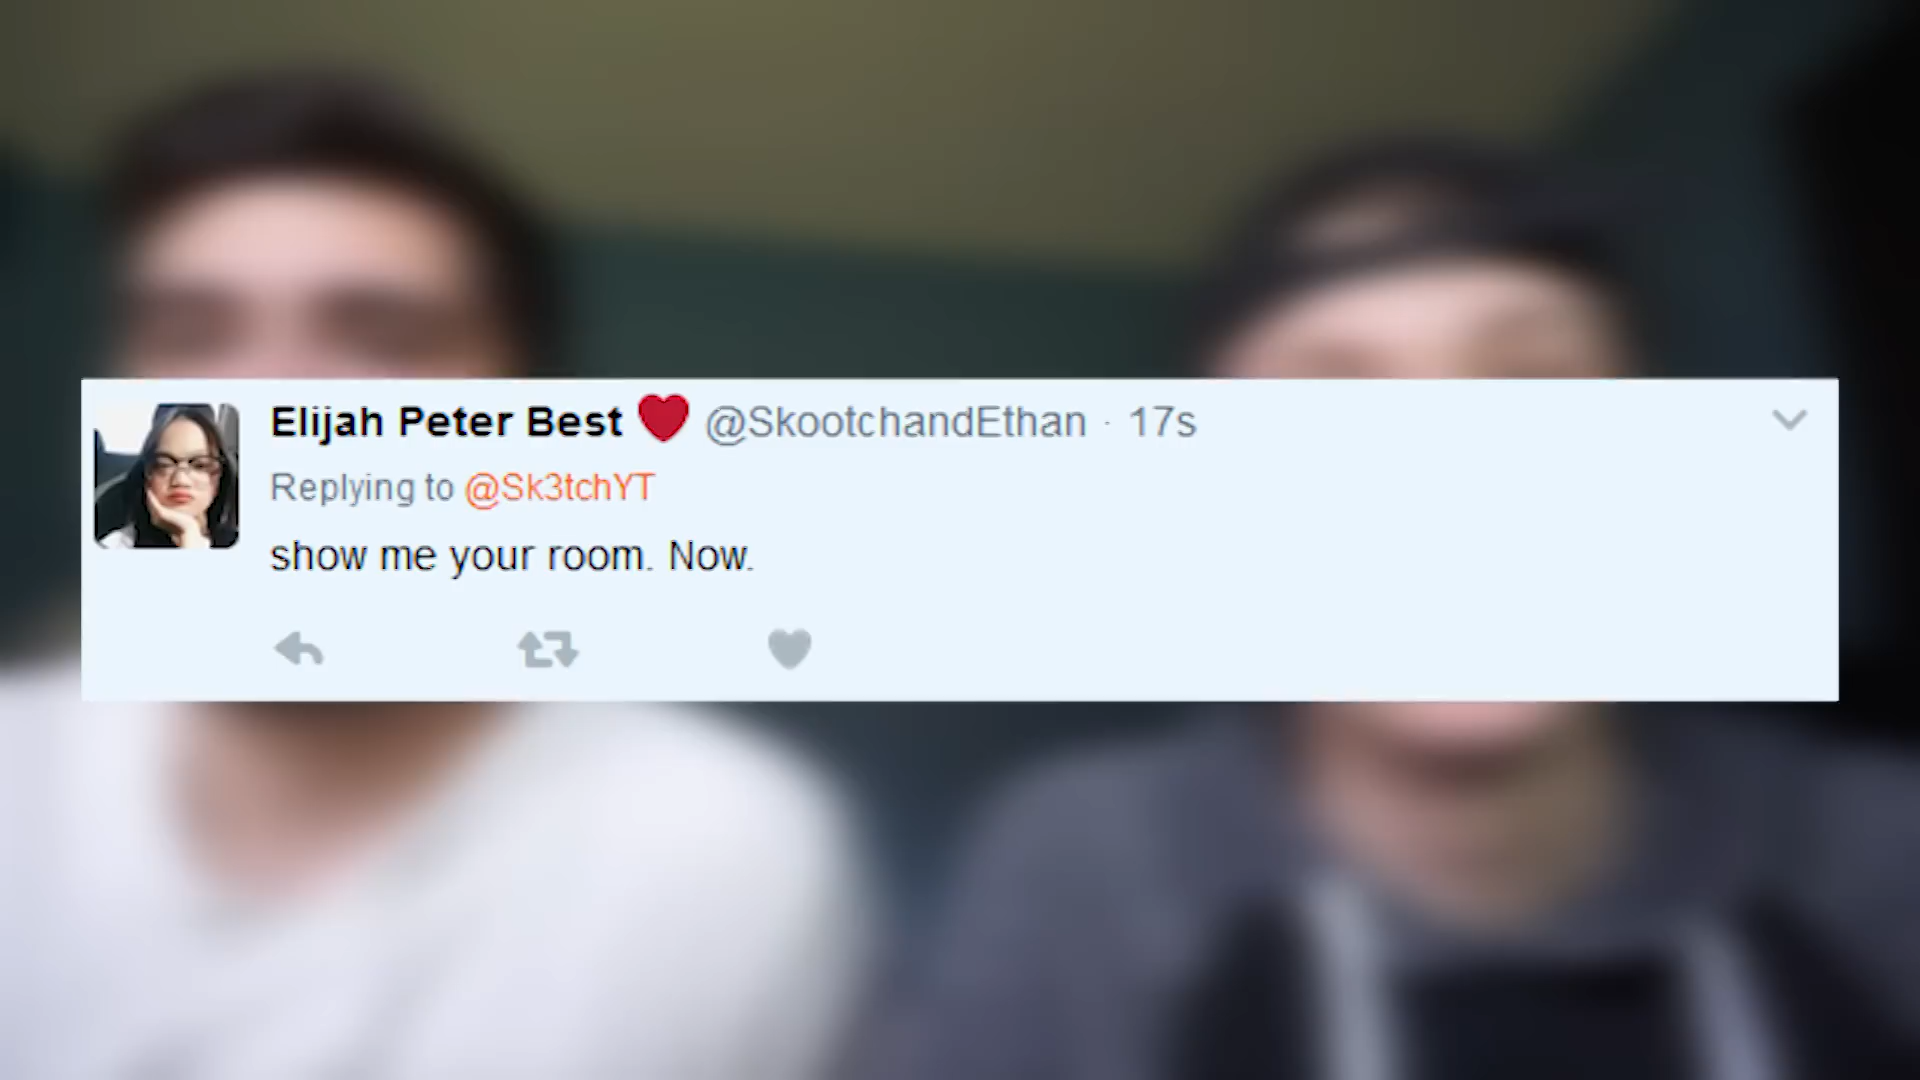 Elijah Peter Best ❤ @SkootchandEthan · 17s
Replying to @Sk3tchYT
show me your room. Now.